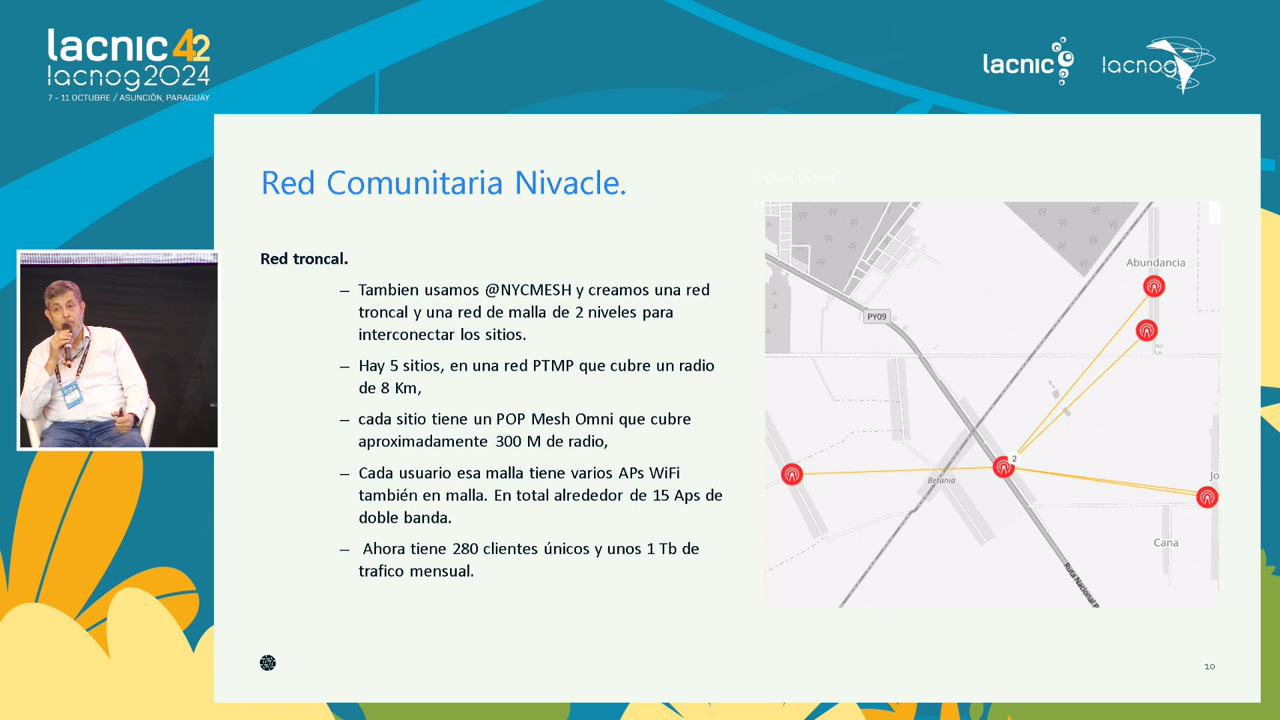 lacnic 42
lacnog2024
7 - 11 OCTUBRE / ASUNCIÓN, PARAGUAY
lacnic
lacnog
Red Comunitaria Nivacle.
Red troncal.
– Tambien usamos @NYCMESH y creamos una red
troncal y una red de malla de 2 niveles para
interconectar los sitios.
– Hay 5 sitios, en una red PTMP que cubre un radio
de 8 Km,
– cada sitio tiene un POP Mesh Omni que cubre
aproximadamente 300 M de radio,
– Cada usuario esa malla tiene varios APs WiFi
también en malla. En total alrededor de 15 Aps de
doble banda.
– Ahora tiene 280 clientes únicos y unos 1 Tb de
trafico mensual.
Abundancia
PY09
2
Betania
Jo
Cana
Ruta Nacional P
10